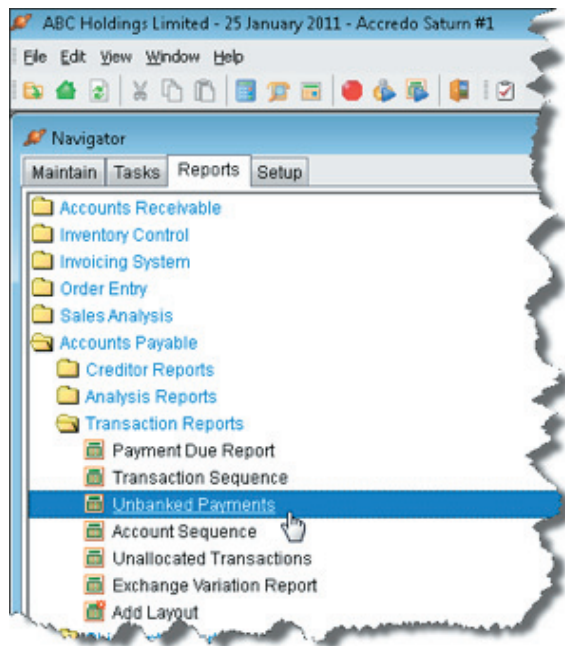 ABC Holdings Limited - 25 January 2011 - Accredo Saturn #1
File Edit View Window Help
Navigator
Maintain Tasks Reports Setup
Accounts Receivable
Inventory Control
Invoicing System
Order Entry
Sales Analysis
Accounts Payable
Creditor Reports
Analysis Reports
Transaction Reports
Payment Due Report
Transaction Sequence
Unbanked Payments
Account Sequence
Unallocated Transactions
Exchange Variation Report
Add Layout